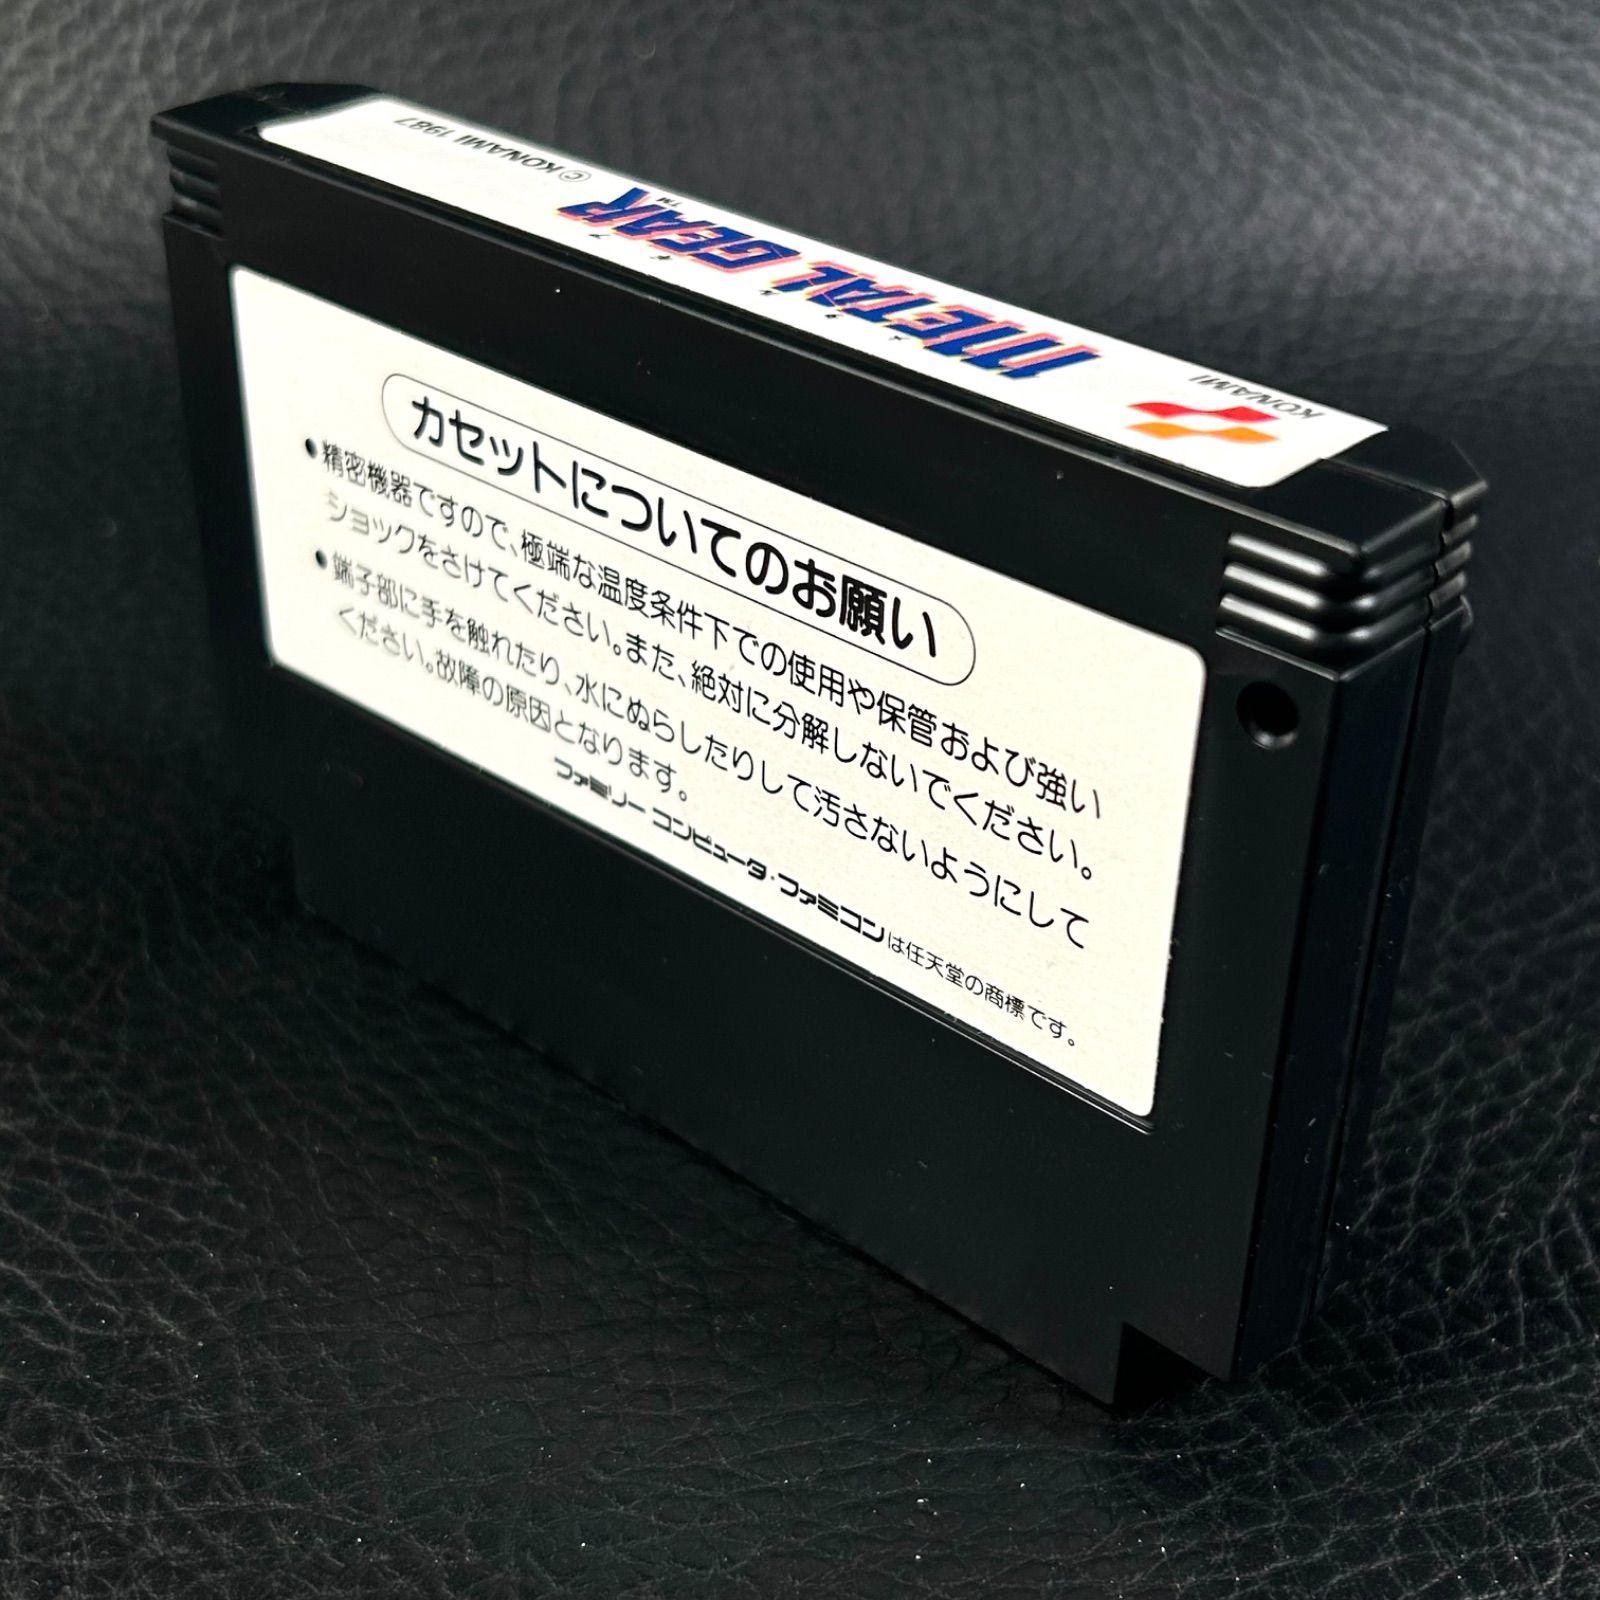 ©KONAMI 1987
METAL GEAR™
メタルギア
KONAMI
カセットについてのお願い
●精密機器ですので、極端な温度条件下での使用や保管および強い
ショックをさけてください。また、絶対に分解しないでください。
●端子部に手を触れたり、水にぬらしたりして汚さないようにして
ください。故障の原因となります。
ファミリー コンピュータ・ファミコンは任天堂の商標です。